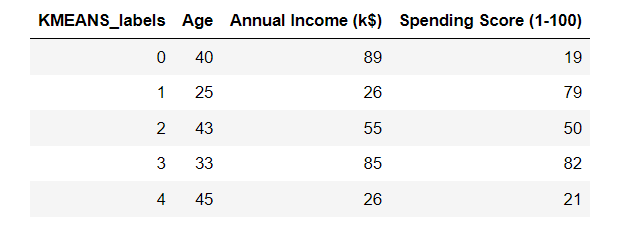 KMEANS_labels Age Annual Income (k$) Spending Score (1-100)
0 40 89 19
1 25 26 79
2 43 55 50
3 33 85 82
4 45 26 21